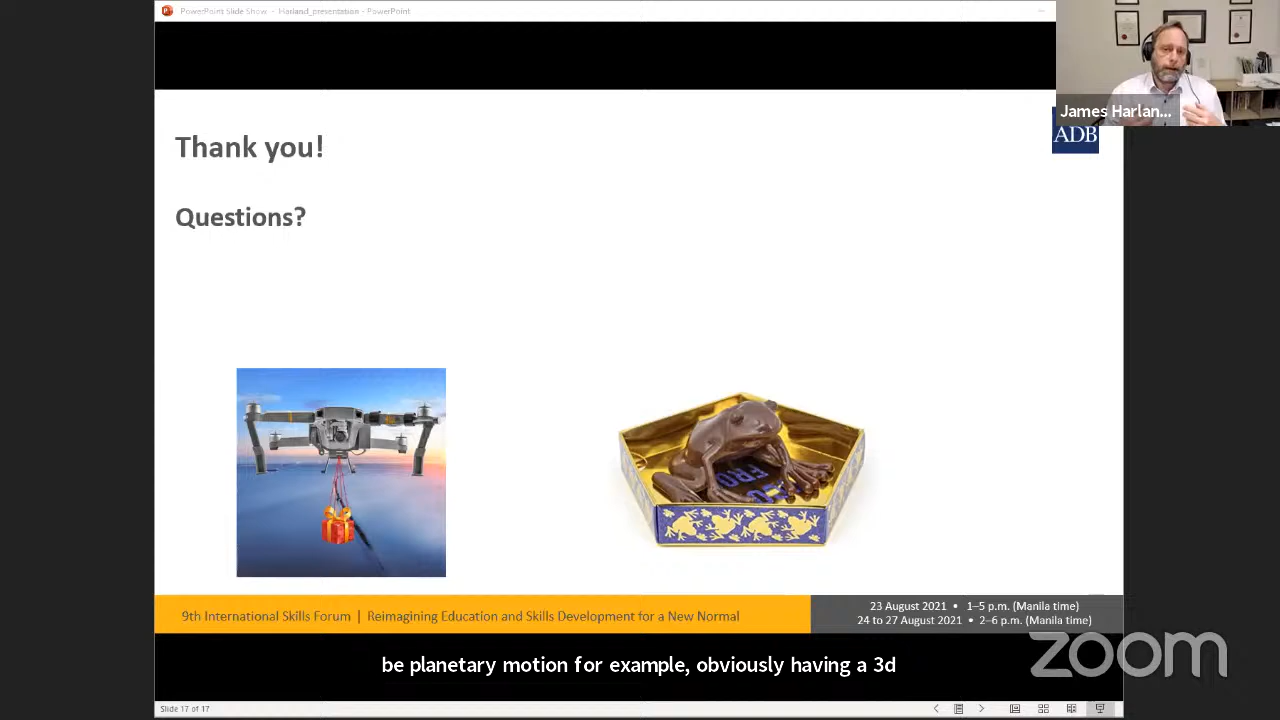 PowerPoint Slide Show - Harland_presentation - PowerPoint
James Harlan...
ADB
Thank you!
Questions?
9th International Skills Forum | Reimagining Education and Skills Development for a New Normal
23 August 2021 • 1–5 p.m. (Manila time)
24 to 27 August 2021 • 2–6 p.m. (Manila time)
be planetary motion for example, obviously having a 3d
zoom
Slide 17 of 17